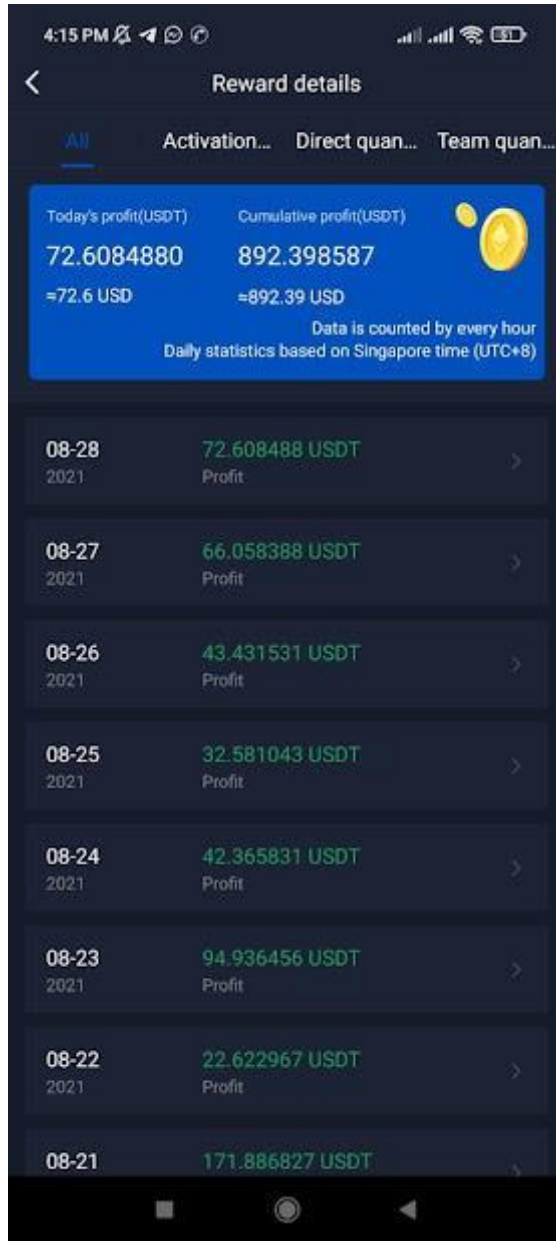 4:15 PM
51
Reward details
All Activation... Direct quan... Team quan...
Today's profit(USDT) Cumulative profit(USDT)
72.6084880 892.398587
≈72.6 USD ≈892.39 USD
Data is counted by every hour
Daily statistics based on Singapore time (UTC+8)
08-28 72.608488 USDT
2021 Profit
08-27 66.058388 USDT
2021 Profit
08-26 43.431531 USDT
2021 Profit
08-25 32.581043 USDT
2021 Profit
08-24 42.365831 USDT
2021 Profit
08-23 94.936456 USDT
2021 Profit
08-22 22.622967 USDT
2021 Profit
08-21 171.886827 USDT